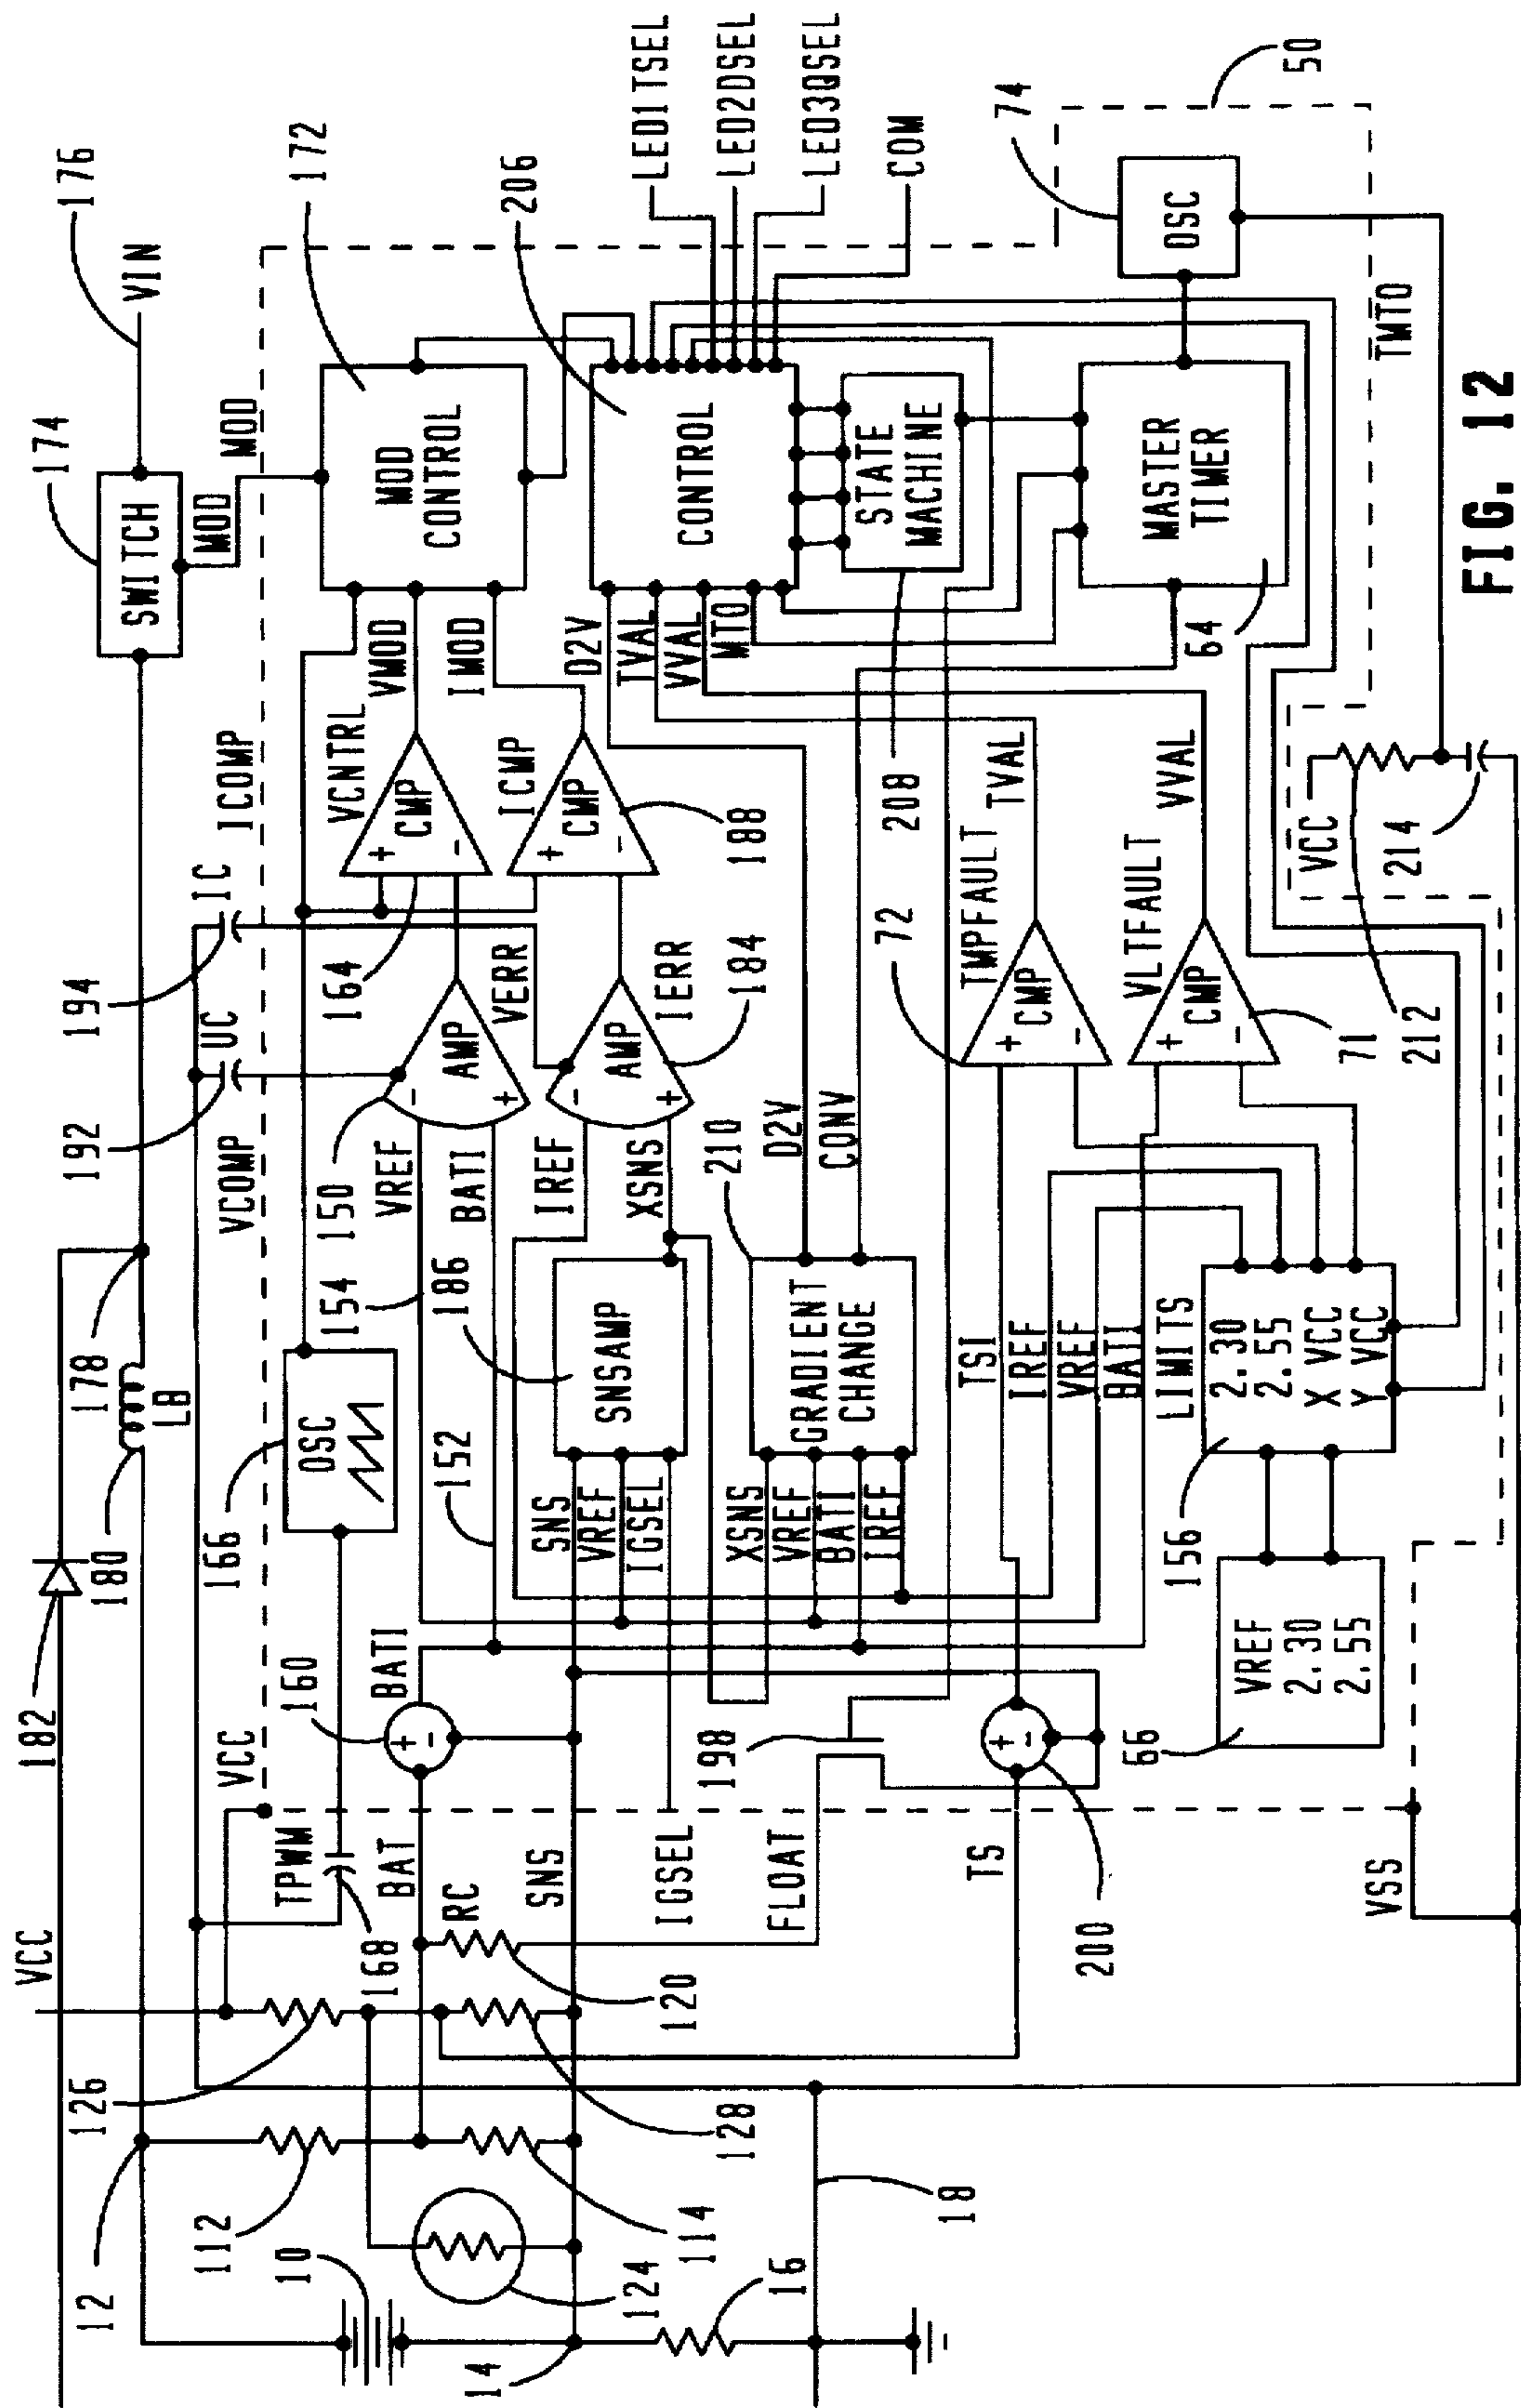 VCC
182
180
178
LB
12
126
112
10
124
114
128
14
16
18
VCC
TPWM
168
BAT
RC
SNS
120
IGSEL
FLOAT
TS
200
VSS
166
OSC
160
BATI
152
154
186
VCOMP
192
UC
194
IC
ICOMP
174
SWITCH
MOD
MOD
VIN
176
172
MOD
CONTROL
VCNTRL
VMOD
+
CMP
-
164
ICMP
IMOD
+
CMP
-
188
150
VREF
BATI
-
AMP
+
VERR
IREF
XSNS
-
AMP
+
IERR
184
SNSAMP
SNS
VREF
IGSEL
210
GRADIENT
CHANGE
XSNS
VREF
BATI
IREF
D2V
CONV
D2V
TVAL
VVAL
MTO
CONTROL
206
LED1TSEL
LED2DSEL
LED3QSEL
COM
STATE
MACHINE
208
MASTER
TIMER
64
OSC
74
50
TMTO
72
TMPFAULT
TVAL
+
CMP
-
VLTFAULT
VVAL
+
CMP
-
71
212
VCC
214
TSI
IREF
VREF
BATI
LIMITS
2.30
2.55
X VCC
Y VCC
156
VREF
2.30
2.55
66
198
+
-
+
-
FIG. 12